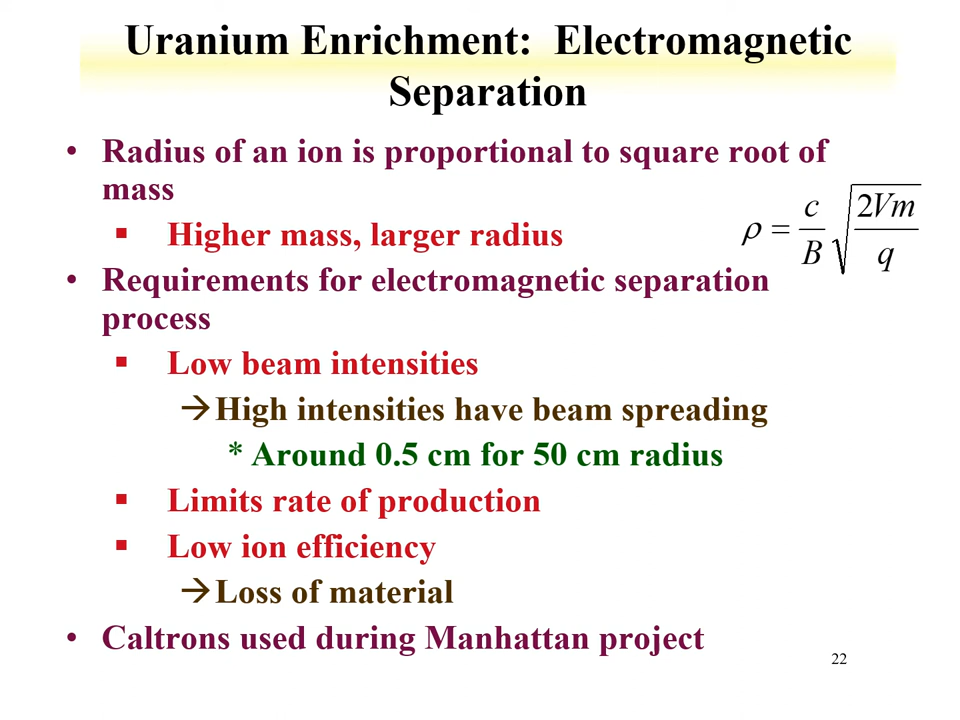 Uranium Enrichment: Electromagnetic
Separation
• Radius of an ion is proportional to square root of
mass
▪ Higher mass, larger radius
ρ = c/B √(2Vm/q)
• Requirements for electromagnetic separation
process
▪ Low beam intensities
→High intensities have beam spreading
* Around 0.5 cm for 50 cm radius
▪ Limits rate of production
▪ Low ion efficiency
→Loss of material
• Caltrons used during Manhattan project
22